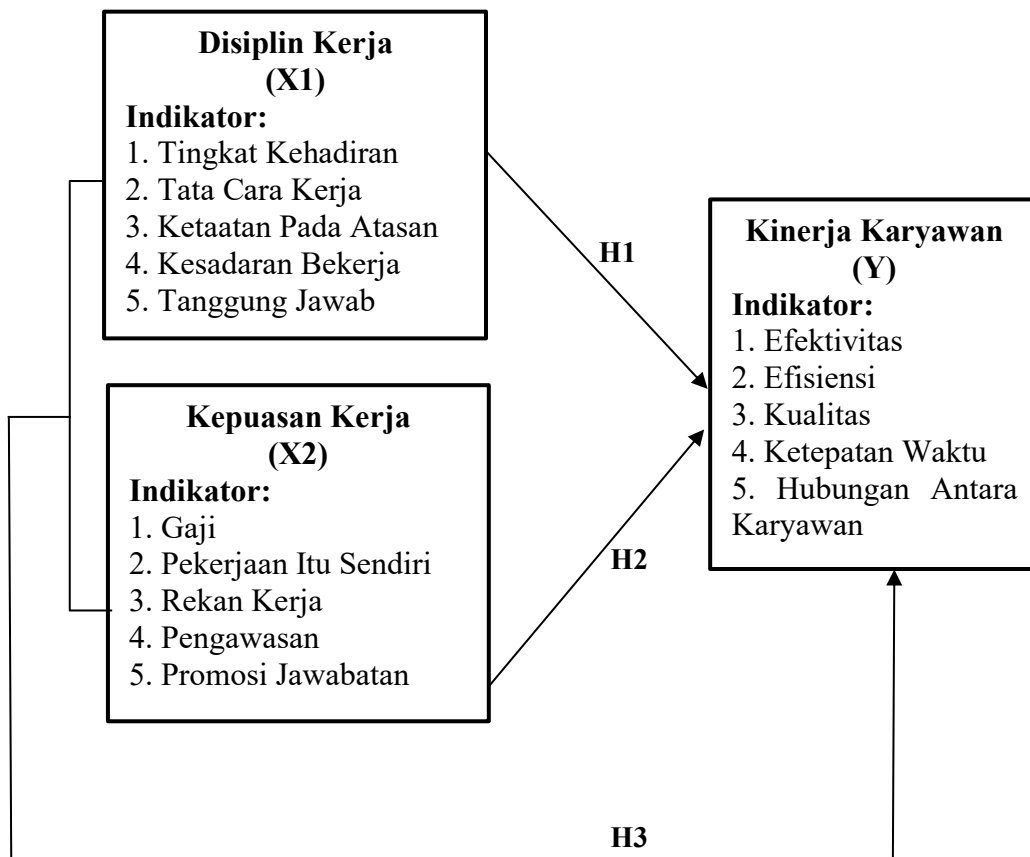 Disiplin Kerja
(X1)
Indikator:
1. Tingkat Kehadiran
2. Tata Cara Kerja
3. Ketaatan Pada Atasan
4. Kesadaran Bekerja
5. Tanggung Jawab
Kepuasan Kerja
(X2)
Indikator:
1. Gaji
2. Pekerjaan Itu Sendiri
3. Rekan Kerja
4. Pengawasan
5. Promosi Jawabatan
H1
H2
Kinerja Karyawan
(Y)
Indikator:
1. Efektivitas
2. Efisiensi
3. Kualitas
4. Ketepatan Waktu
5. Hubungan Antara
Karyawan
H3